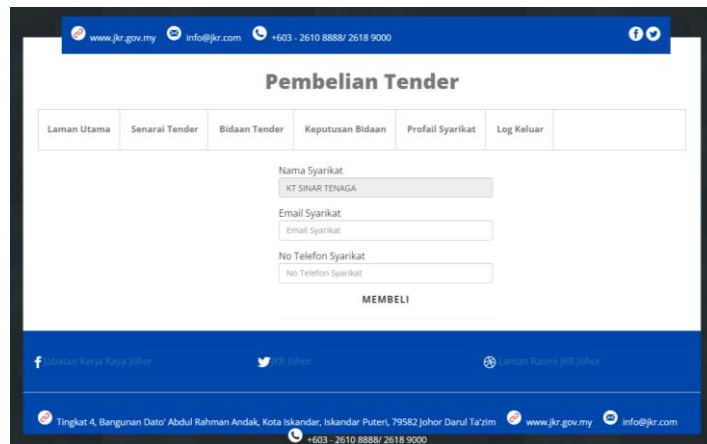 www.jkr.gov.my info@jkr.com +603 - 2610 8888/ 2618 9000
Pembelian Tender
Laman Utama Senarai Tender Bidaan Tender Keputusan Bidaan Profail Syarikat Log Keluar
Nama Syarikat
KT SINAR TENAGA
Email Syarikat
Email Syarikat
No Telefon Syarikat
No Telefon Syarikat
MEMBELI
Jabatan Kerja Raya Johor JKR Johor Laman Rasmi JKR Johor
Tingkat 4, Bangunan Dato' Abdul Rahman Andak, Kota Iskandar, Iskandar Puteri, 79582 Johor Darul Ta'zim www.jkr.gov.my info@jkr.com
+603 - 2610 8888/ 2618 9000